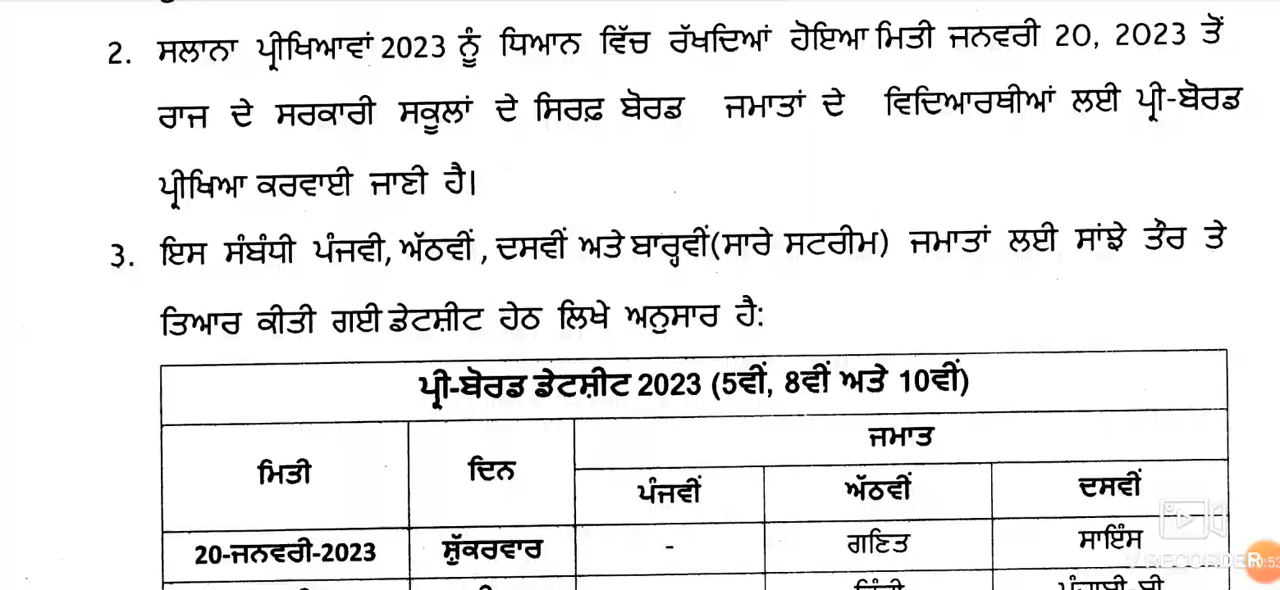 2. ਸਲਾਨਾ ਪ੍ਰੀਖਿਆਵਾਂ 2023 ਨੂੰ ਧਿਆਨ ਵਿੱਚ ਰੱਖਦਿਆਂ ਹੋਇਆ ਮਿਤੀ ਜਨਵਰੀ 20, 2023 ਤੋਂ
ਰਾਜ ਦੇ ਸਰਕਾਰੀ ਸਕੂਲਾਂ ਦੇ ਸਿਰਫ਼ ਬੋਰਡ ਜਮਾਤਾਂ ਦੇ ਵਿਦਿਆਰਥੀਆਂ ਲਈ ਪ੍ਰੀ-ਬੋਰਡ
ਪ੍ਰੀਖਿਆ ਕਰਵਾਈ ਜਾਣੀ ਹੈ।
3. ਇਸ ਸੰਬੰਧੀ ਪੰਜਵੀ, ਅੱਠਵੀਂ, ਦਸਵੀਂ ਅਤੇ ਬਾਰ੍ਹਵੀਂ(ਸਾਰੇ ਸਟਰੀਮ) ਜਮਾਤਾਂ ਲਈ ਸਾਂਝੇ ਤੌਰ ਤੇ
ਤਿਆਰ ਕੀਤੀ ਗਈ ਡੇਟਸ਼ੀਟ ਹੇਠ ਲਿਖੇ ਅਨੁਸਾਰ ਹੈ:
ਪ੍ਰੀ-ਬੋਰਡ ਡੇਟਸ਼ੀਟ 2023 (5ਵੀਂ, 8ਵੀਂ ਅਤੇ 10ਵੀਂ)
ਮਿਤੀ ਦਿਨ ਜਮਾਤ
ਪੰਜਵੀਂ ਅੱਠਵੀਂ ਦਸਵੀਂ
20-ਜਨਵਰੀ-2023 ਸ਼ੁੱਕਰਵਾਰ - ਗਣਿਤ ਸਾਇੰਸ
V RECORDER